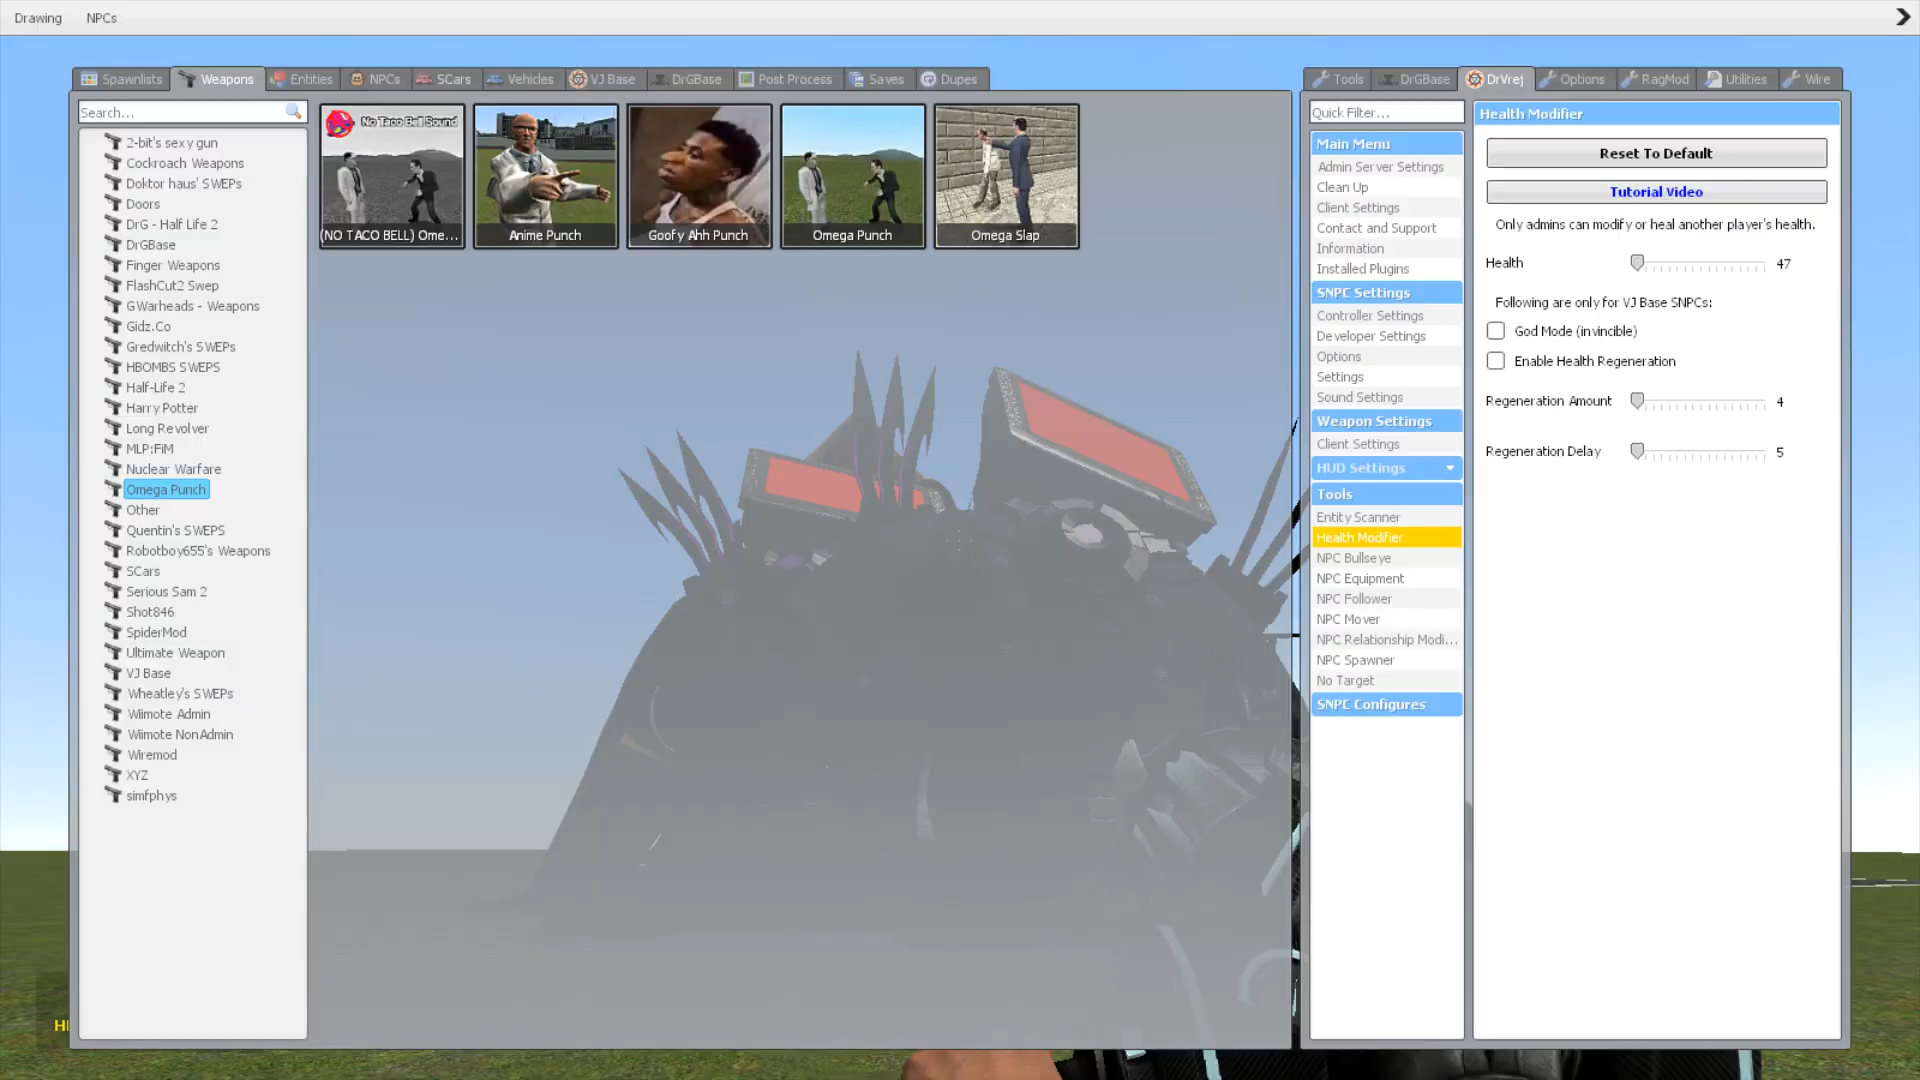 Drawing NPCs
Spawnlists Weapons Entities NPCs SCars Vehicles VJ Base DrGBase Post Process Saves Dupes
Tools DrGBase DrVrej Options RagMod Utilities Wire
Search...
2-bit's sexy gun
Cockroach Weapons
Doktor haus' SWEPs
Doors
DrG - Half Life 2
DrGBase
Finger Weapons
FlashCut2 Swep
GWarheads - Weapons
Gidz.Co
Gredwitch's SWEPs
HBOMBS SWEPS
Half-Life 2
Harry Potter
Long Revolver
MLP:FiM
Nuclear Warfare
Omega Punch
Other
Quentin's SWEPS
Robotboy655's Weapons
SCars
Serious Sam 2
Shot846
SpiderMod
Ultimate Weapon
VJ Base
Wheatley's SWEPs
Wiimote Admin
Wiimote NonAdmin
Wiremod
XYZ
simfphys
No Taco Bell Sound
(NO TACO BELL) Ome...
Anime Punch
Goofy Ahh Punch
Omega Punch
Omega Slap
Quick Filter...
Main Menu
Admin Server Settings
Clean Up
Client Settings
Contact and Support
Information
Installed Plugins
SNPC Settings
Controller Settings
Developer Settings
Options
Settings
Sound Settings
Weapon Settings
Client Settings
HUD Settings
Tools
Entity Scanner
Health Modifier
NPC Bullseye
NPC Equipment
NPC Follower
NPC Mover
NPC Relationship Modi...
NPC Spawner
No Target
SNPC Configures
Health Modifier
Reset To Default
Tutorial Video
Only admins can modify or heal another player's health.
Health 47
Following are only for VJ Base SNPCs:
God Mode (invincible)
Enable Health Regeneration
Regeneration Amount 4
Regeneration Delay 5